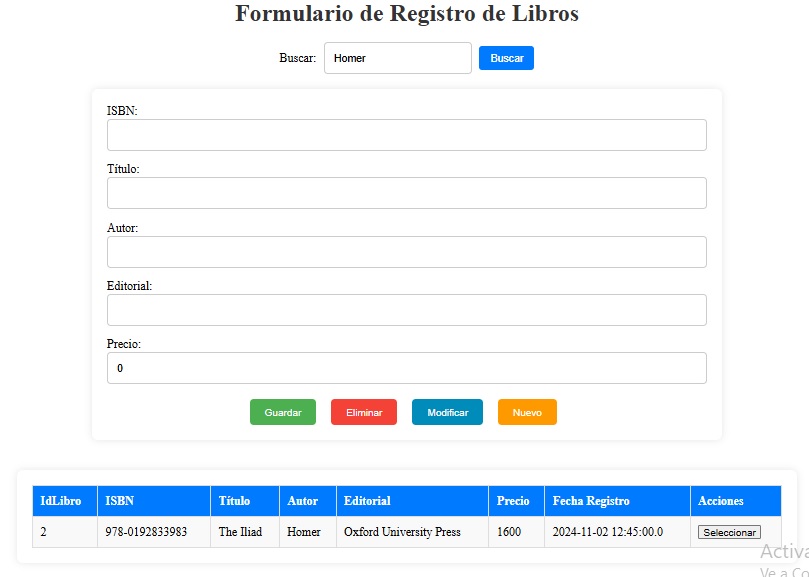 Formulario de Registro de Libros
Buscar: Homer Buscar
ISBN:
Título:
Autor:
Editorial:
Precio:
0
Guardar Eliminar Modificar Nuevo
IdLibro ISBN Título Autor Editorial Precio Fecha Registro Acciones
2 978-0192833983 The Iliad Homer Oxford University Press 1600 2024-11-02 12:45:00.0 Seleccionar
Activa
Ve a Co